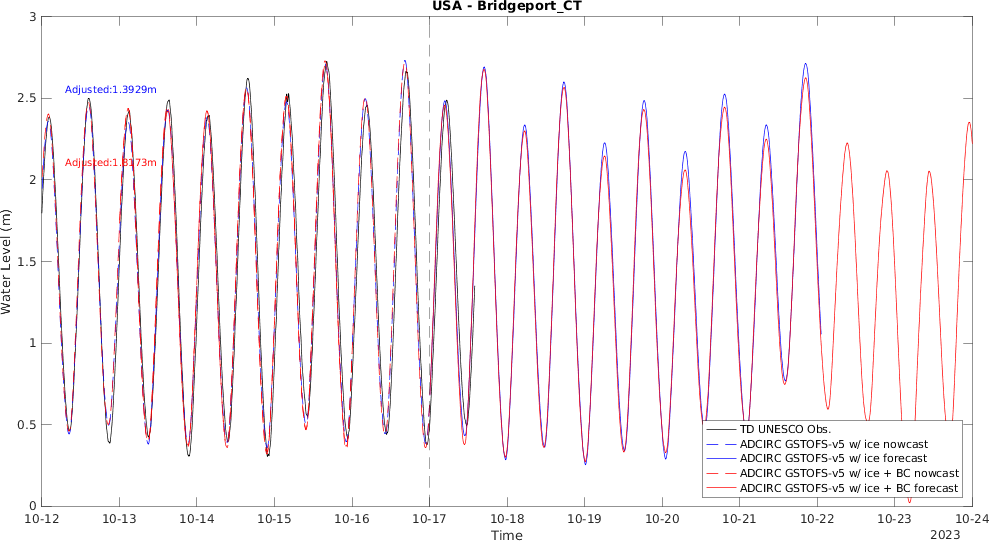 USA - Bridgeport_CT
3
2.5
2
1.5
1
0.5
0
Water Level (m)
Adjusted:1.3929m
Adjusted:1.3173m
TD UNESCO Obs.
ADCIRC GSTOFS-v5 w/ ice nowcast
ADCIRC GSTOFS-v5 w/ ice forecast
ADCIRC GSTOFS-v5 w/ ice + BC nowcast
ADCIRC GSTOFS-v5 w/ ice + BC forecast
10-12 10-13 10-14 10-15 10-16 10-17 10-18 10-19 10-20 10-21 10-22 10-23 10-24
Time
2023